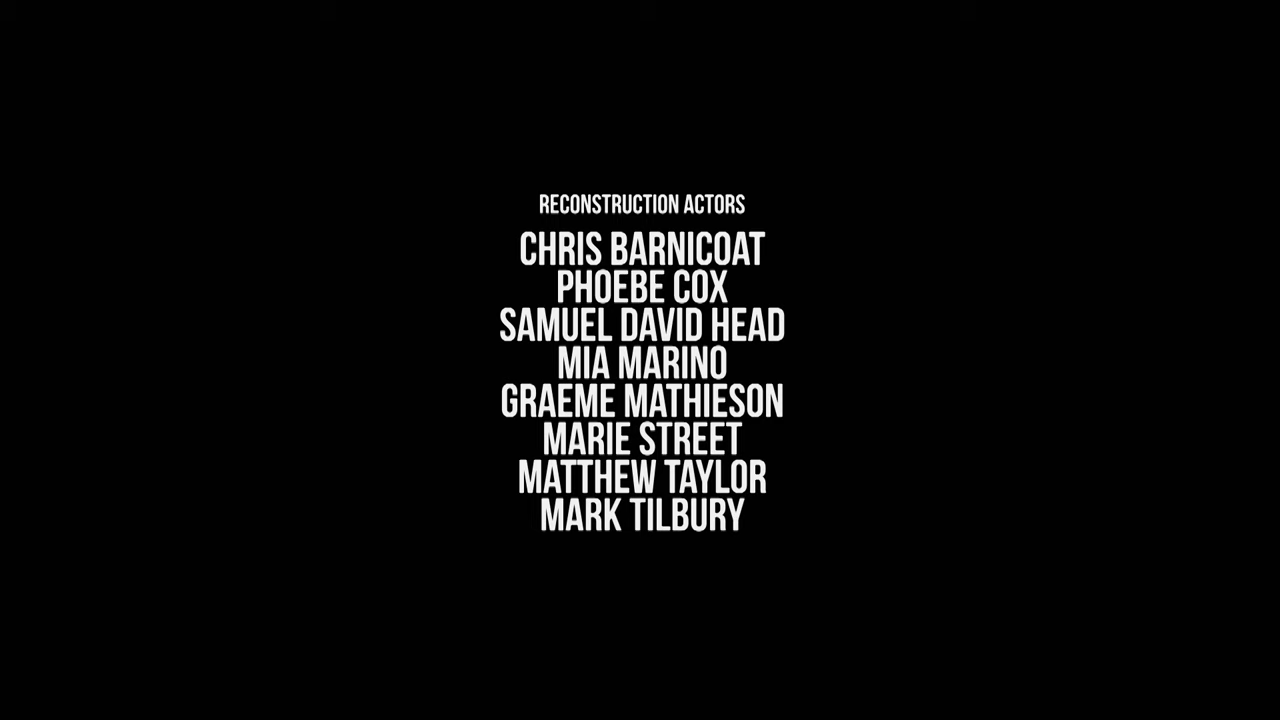 RECONSTRUCTION ACTORS
CHRIS BARNICOAT
PHOEBE COX
SAMUEL DAVID HEAD
MIA MARINO
GRAEME MATHIESON
MARIE STREET
MATTHEW TAYLOR
MARK TILBURY